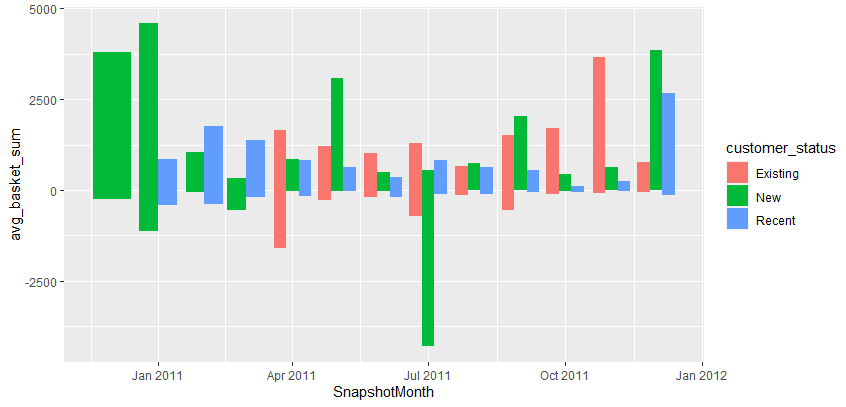 5000
2500
0
-2500
avg_basket_sum
Jan 2011
Apr 2011
Jul 2011
Oct 2011
Jan 2012
SnapshotMonth
customer_status
Existing
New
Recent